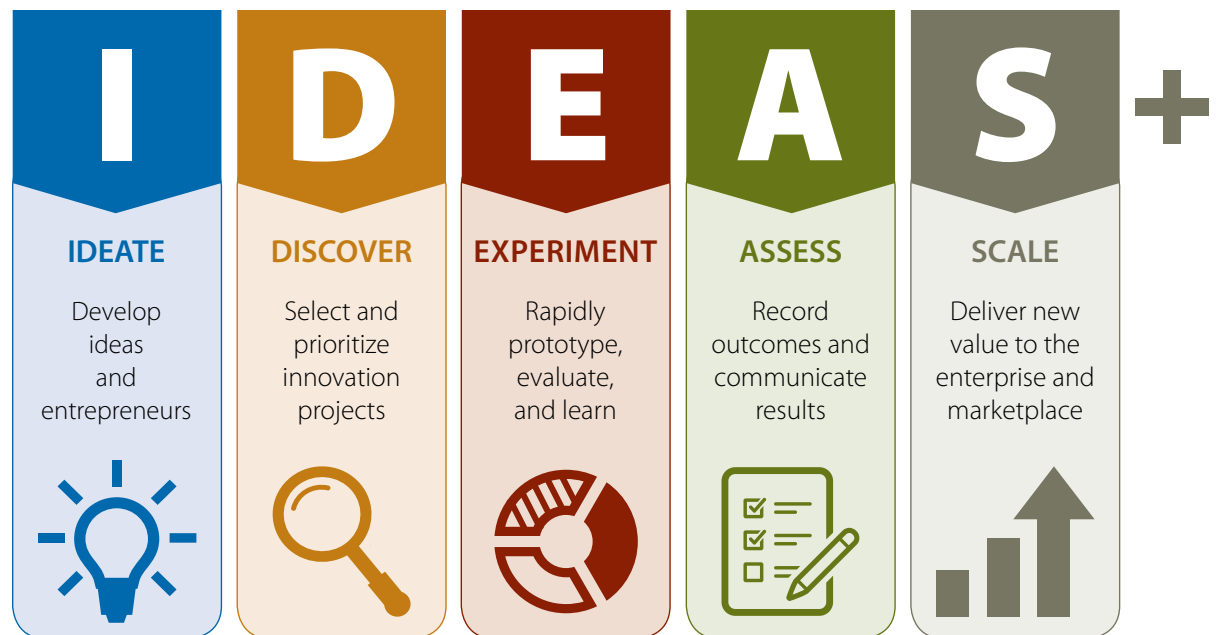 I
IDEATE
Develop
ideas
and
entrepreneurs
D
DISCOVER
Select and
prioritize
innovation
projects
E
EXPERIMENT
Rapidly
prototype,
evaluate,
and learn
A
ASSESS
Record
outcomes and
communicate
results
S
SCALE
Deliver new
value to the
enterprise and
marketplace
+